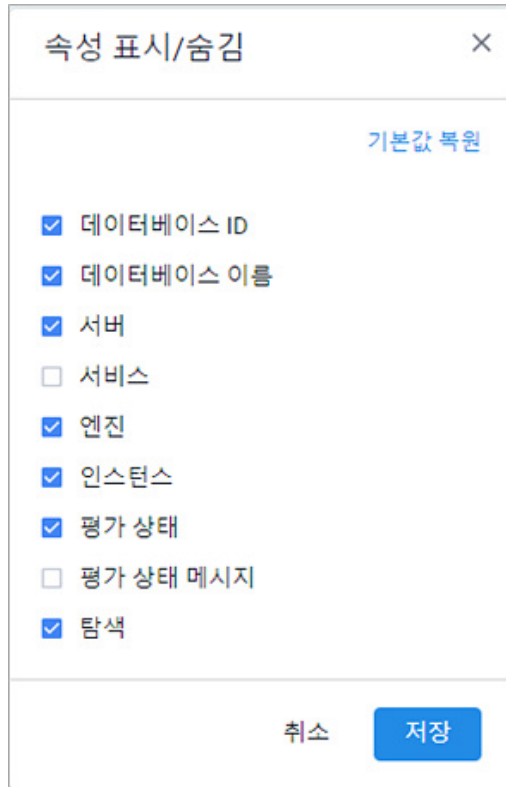 속성 표시/숨김
기본값 복원
데이터베이스 ID
데이터베이스 이름
서버
서비스
엔진
인스턴스
평가 상태
평가 상태 메시지
탐색
취소 저장